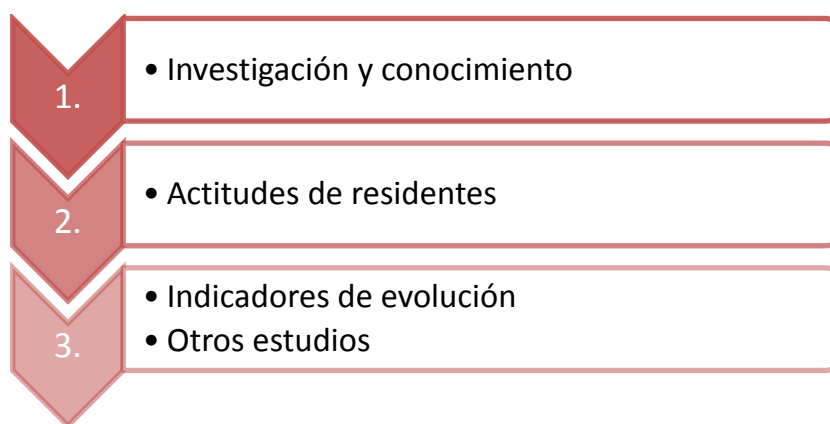 1.
• Investigación y conocimiento
2.
• Actitudes de residentes
3.
• Indicadores de evolución
• Otros estudios